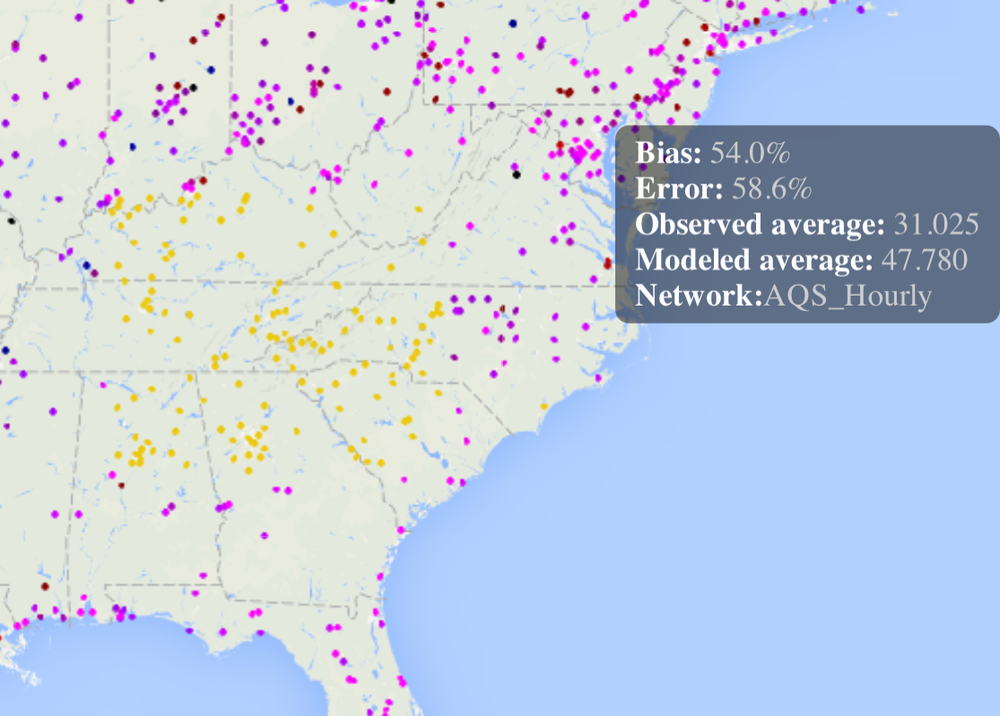 Bias: 54.0%
Error: 58.6%
Observed average: 31.025
Modeled average: 47.780
Network:AQS_Hourly